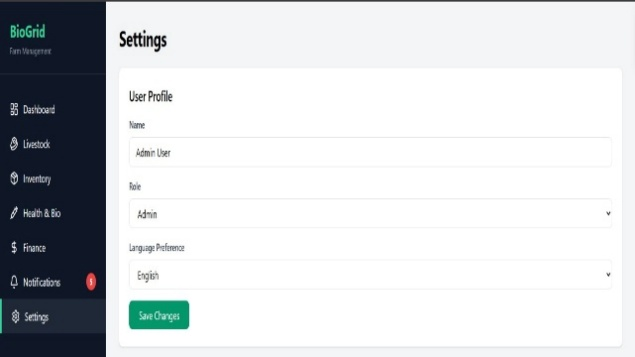 BioGrid
Farm Management
Dashboard
Livestock
Inventory
Health & Bio
Finance
Notifications
Settings
Settings
User Profile
Name
Admin User
Role
Admin
Language Preference
English
Save Changes